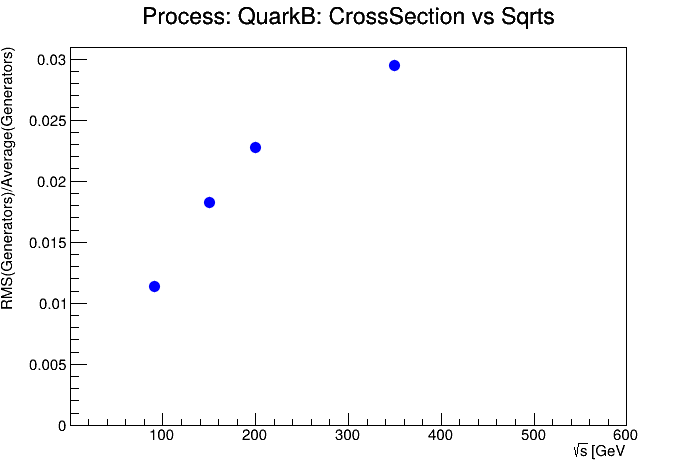 Process: QuarkB: CrossSection vs Sqrts
RMS(Generators)/Average(Generators)
0.03
0.025
0.02
0.015
0.01
0.005
0
100 200 300 400 500 600
√s [GeV